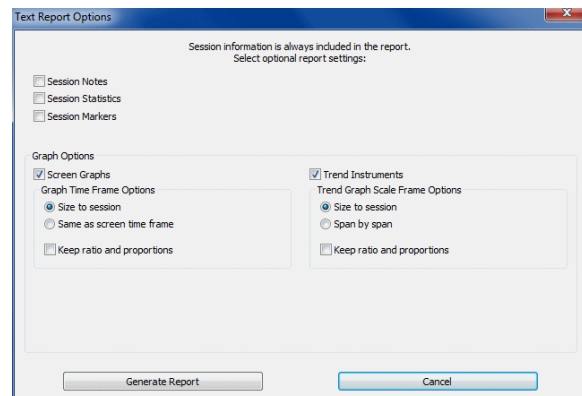 Text Report Options
Session information is always included in the report.
Select optional report settings:
Session Notes
Session Statistics
Session Markers
Graph Options
Screen Graphs
Graph Time Frame Options
Size to session
Same as screen time frame
Keep ratio and proportions
Trend Instruments
Trend Graph Scale Frame Options
Size to session
Span by span
Keep ratio and proportions
Generate Report
Cancel